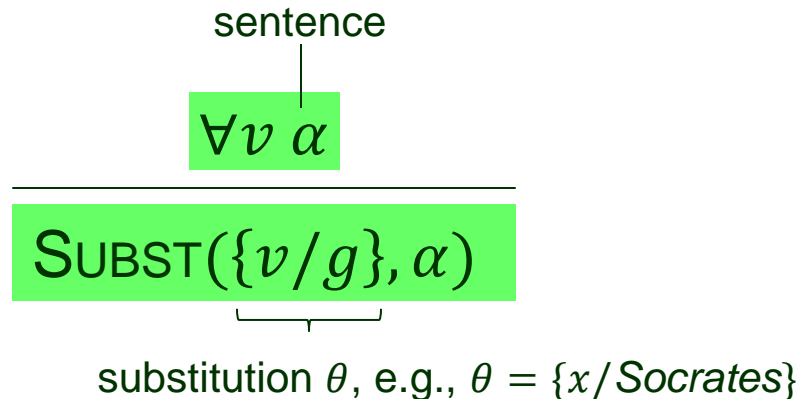 sentence
∀v α
SUBST({v/g}, α)
substitution θ, e.g., θ = {x/Socrates}